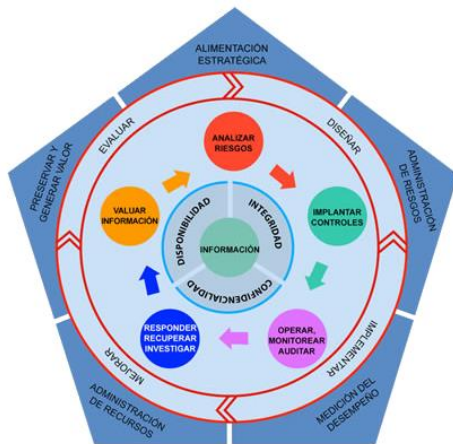 ALIMENTACIÓN
ESTRATÉGICA
ADMINISTRACIÓN
DE RIESGOS
MEDICIÓN DEL
DESEMPEÑO
ADMINISTRACIÓN
DE RECURSOS
PRESERVAR Y
GENERAR VALOR
EVALUAR
DISEÑAR
IMPLEMENTAR
MEJORAR
ANALIZAR
RIESGOS
IMPLANTAR
CONTROLES
OPERAR,
MONITOREAR
AUDITAR
RESPONDER
RECUPERAR
INVESTIGAR
VALUAR
INFORMACIÓN
DISPONIBILIDAD
INTEGRIDAD
CONFIDENCIALIDAD
INFORMACIÓN